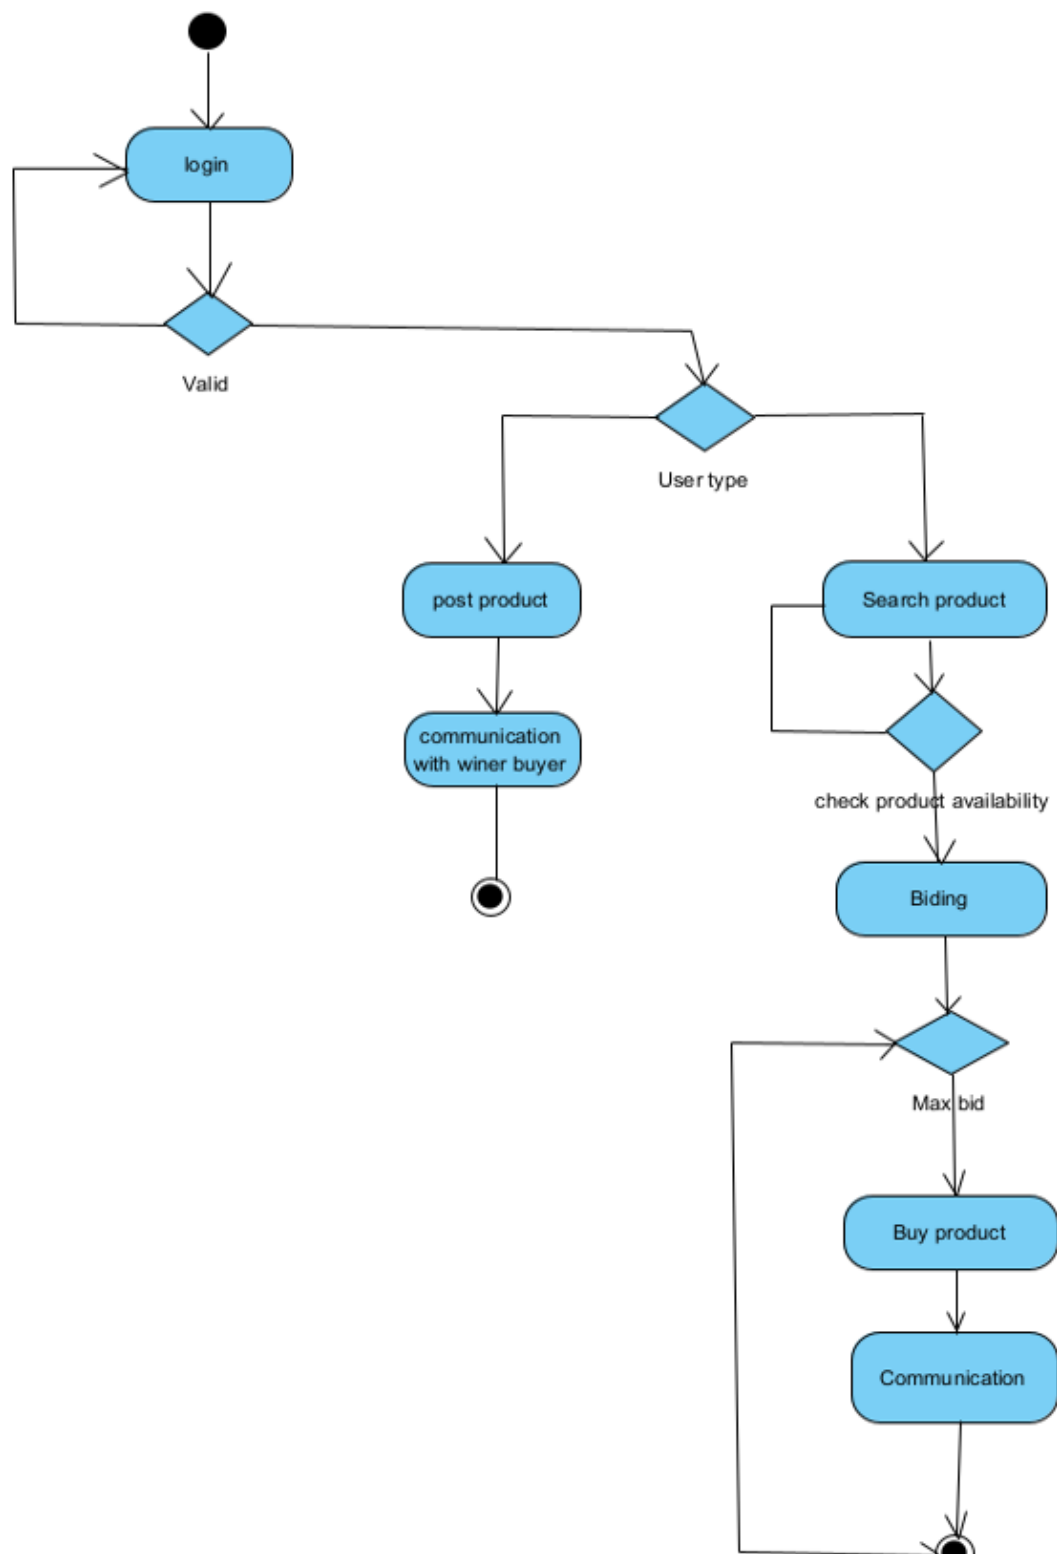 login
Valid
User type
post product
Search product
communication
with winer buyer
check product availability
Biding
Max bid
Buy product
Communication